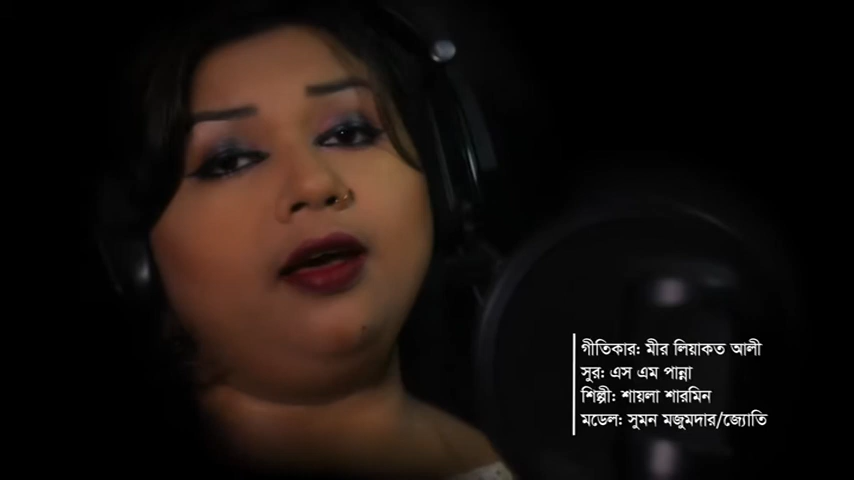 গীতিকার: মীর লিয়াকত আলী
সুর: এস এম পান্না
শিল্পী: শায়লা শারমিন
মডেল: সুমন মজুমদার/জ্যোতি